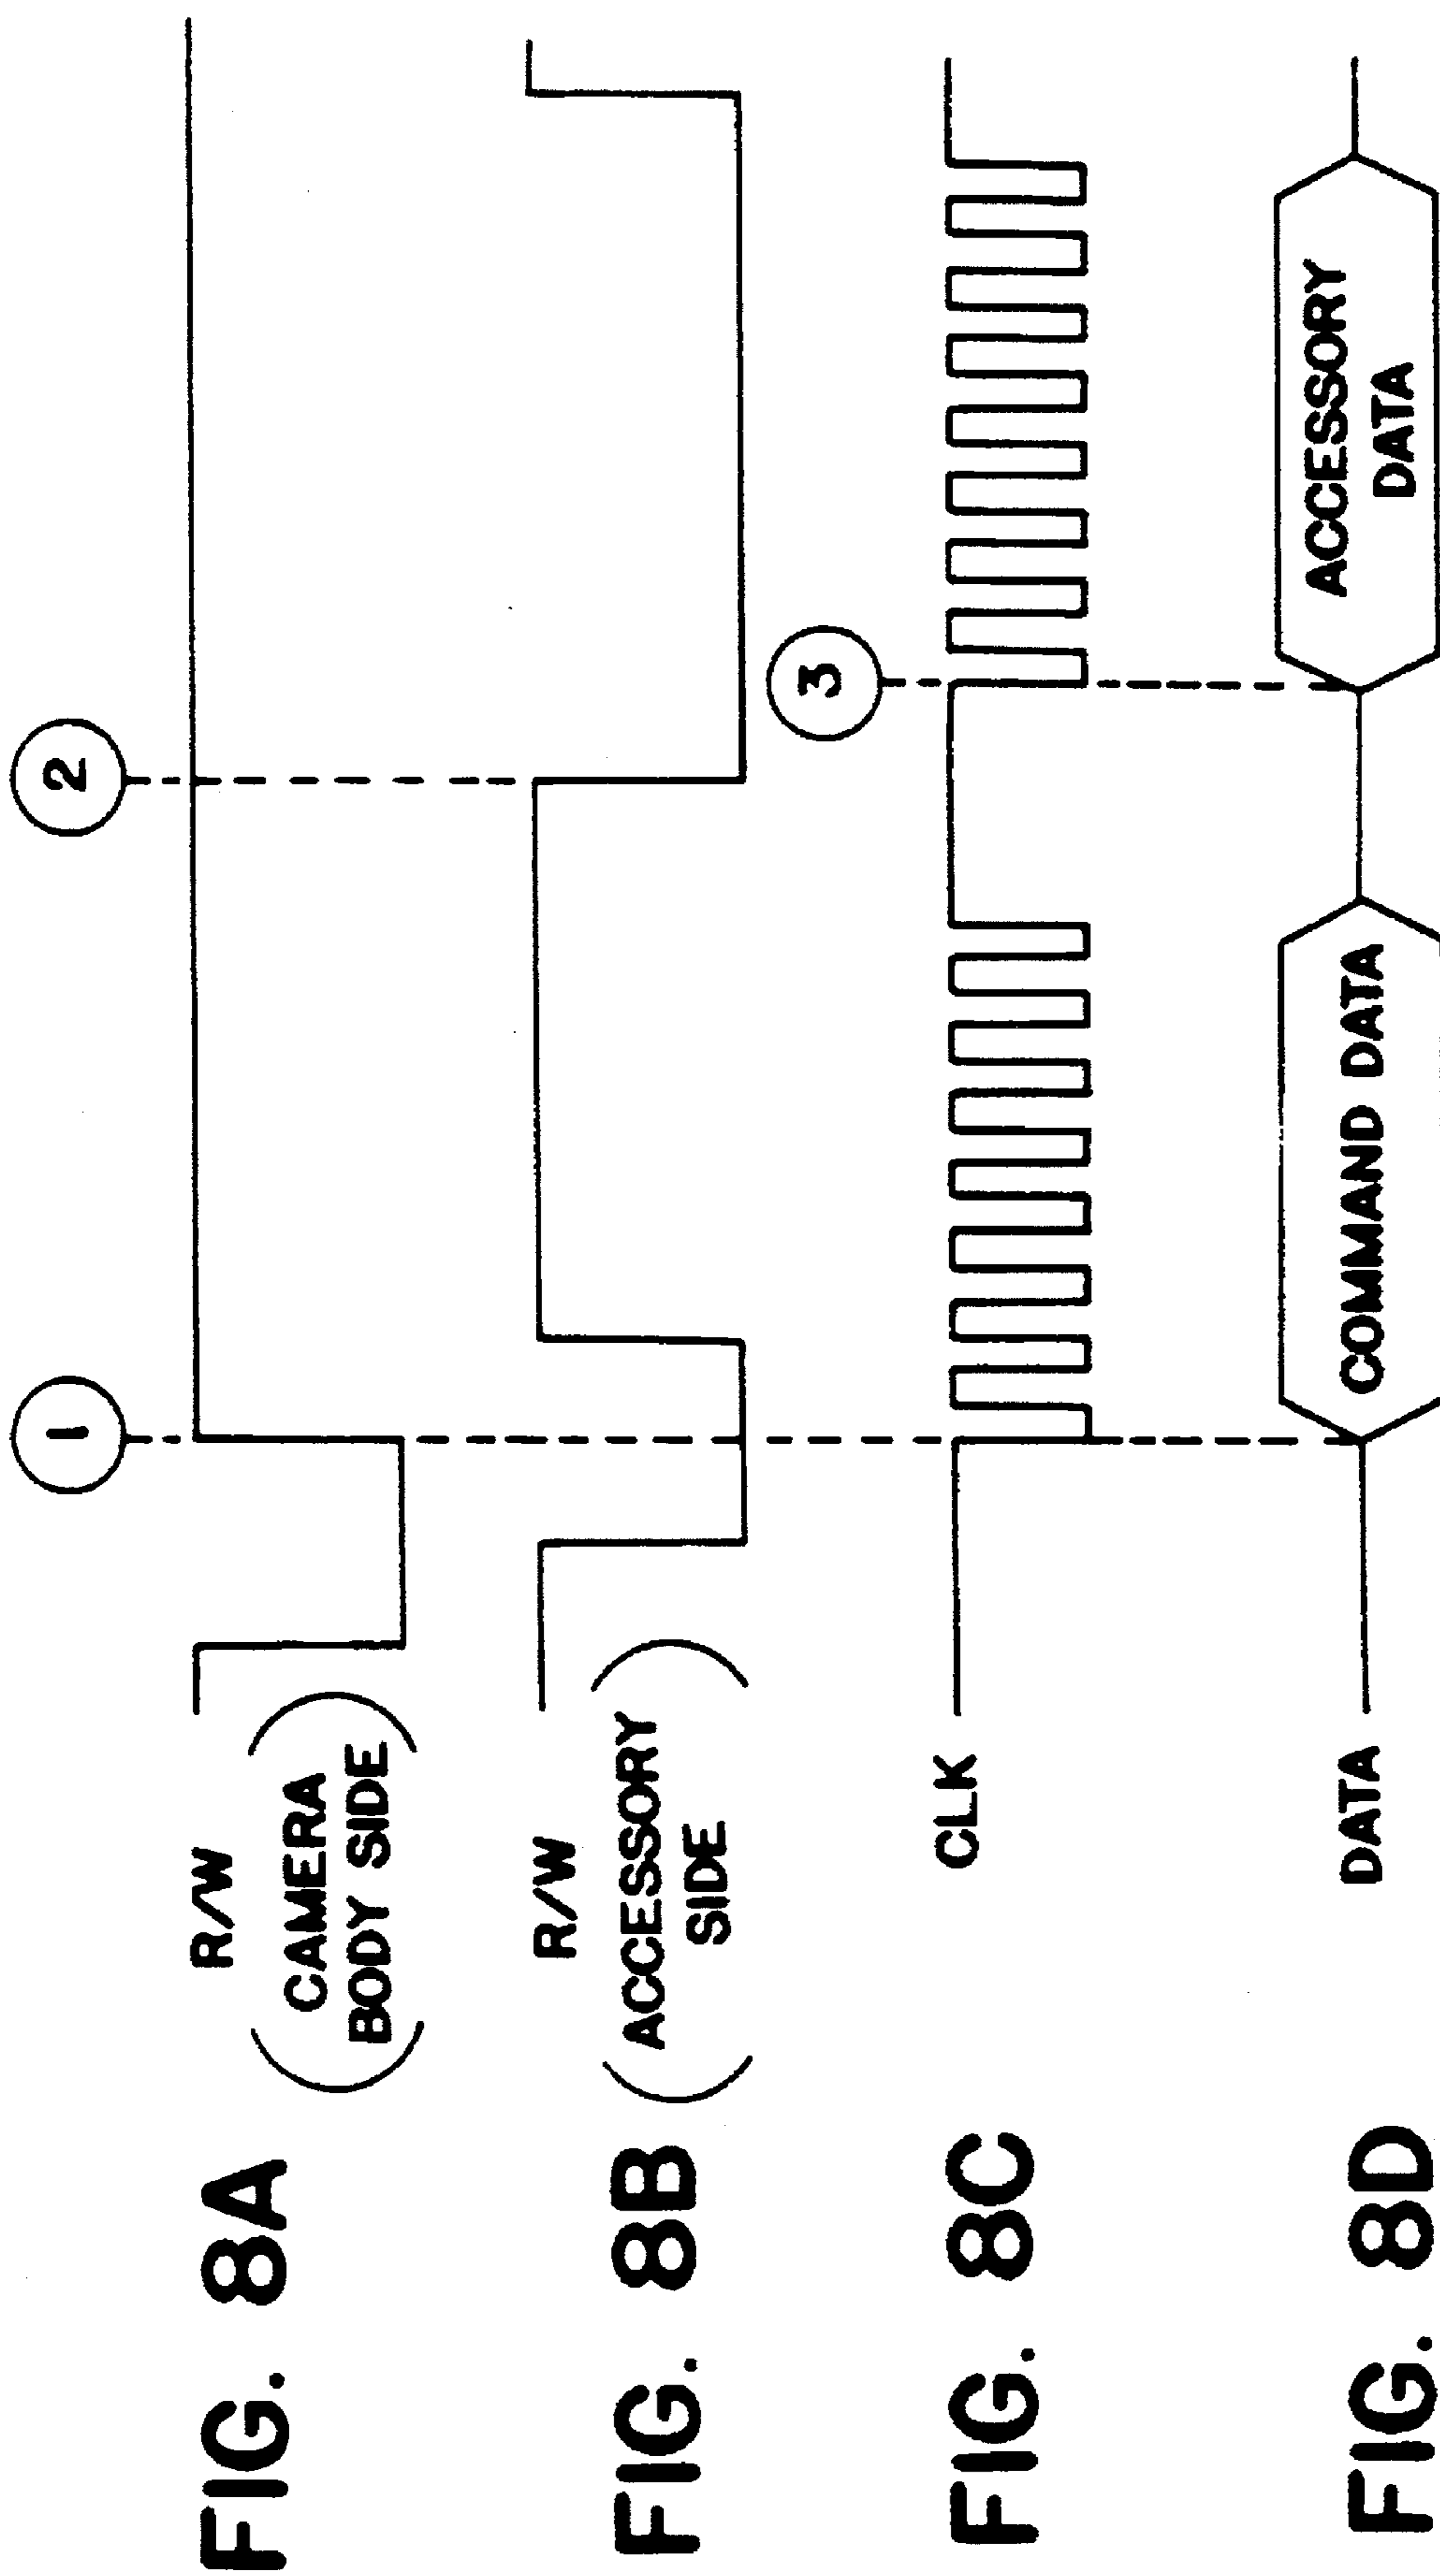 1
2
FIG. 8A
R/W
(CAMERA
BODY SIDE)
FIG. 8B
R/W
(ACCESSORY
SIDE)
3
FIG. 8C
CLK
FIG. 8D
DATA
COMMAND DATA
ACCESSORY
DATA